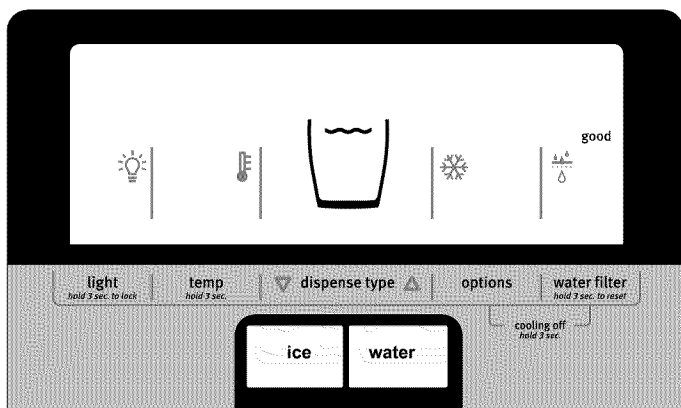 good
light temp dispense type options water filter
hold 3 sec. to lock hold 3 sec. hold 3 sec. to reset
cooling off
hold 3 sec.
ice water